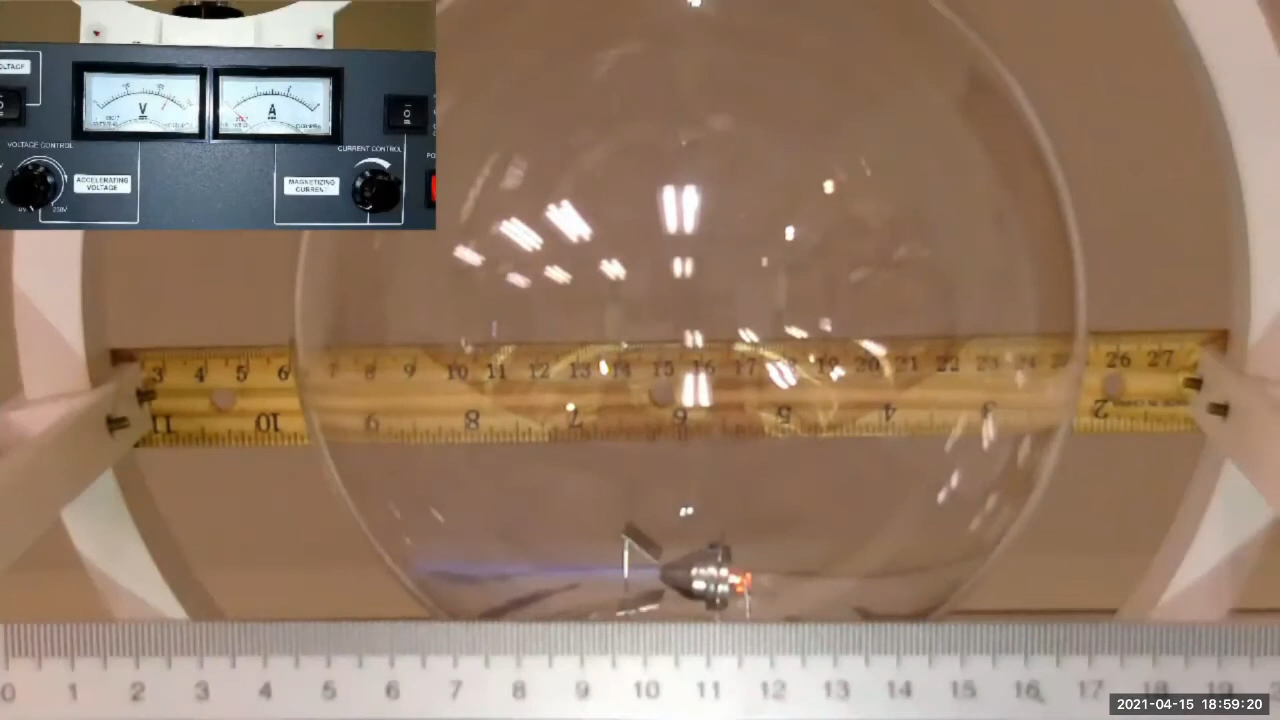 OLTAGE
V
A
VOLTAGE CONTROL
CURRENT CONTROL
ACCELERATING
VOLTAGE
MAGNETIZING
CURRENT
0V 250V
3 4 5 6 7 8 9 10 11 12 13 14 15 16 17 18 19 20 21 22 23 24 25 26 27
11 10 9 8 7 6 5 4 3 2
0 1 2 3 4 5 6 7 8 9 10 11 12 13 14 15 16 17 18 19
2021-04-15 18:59:20